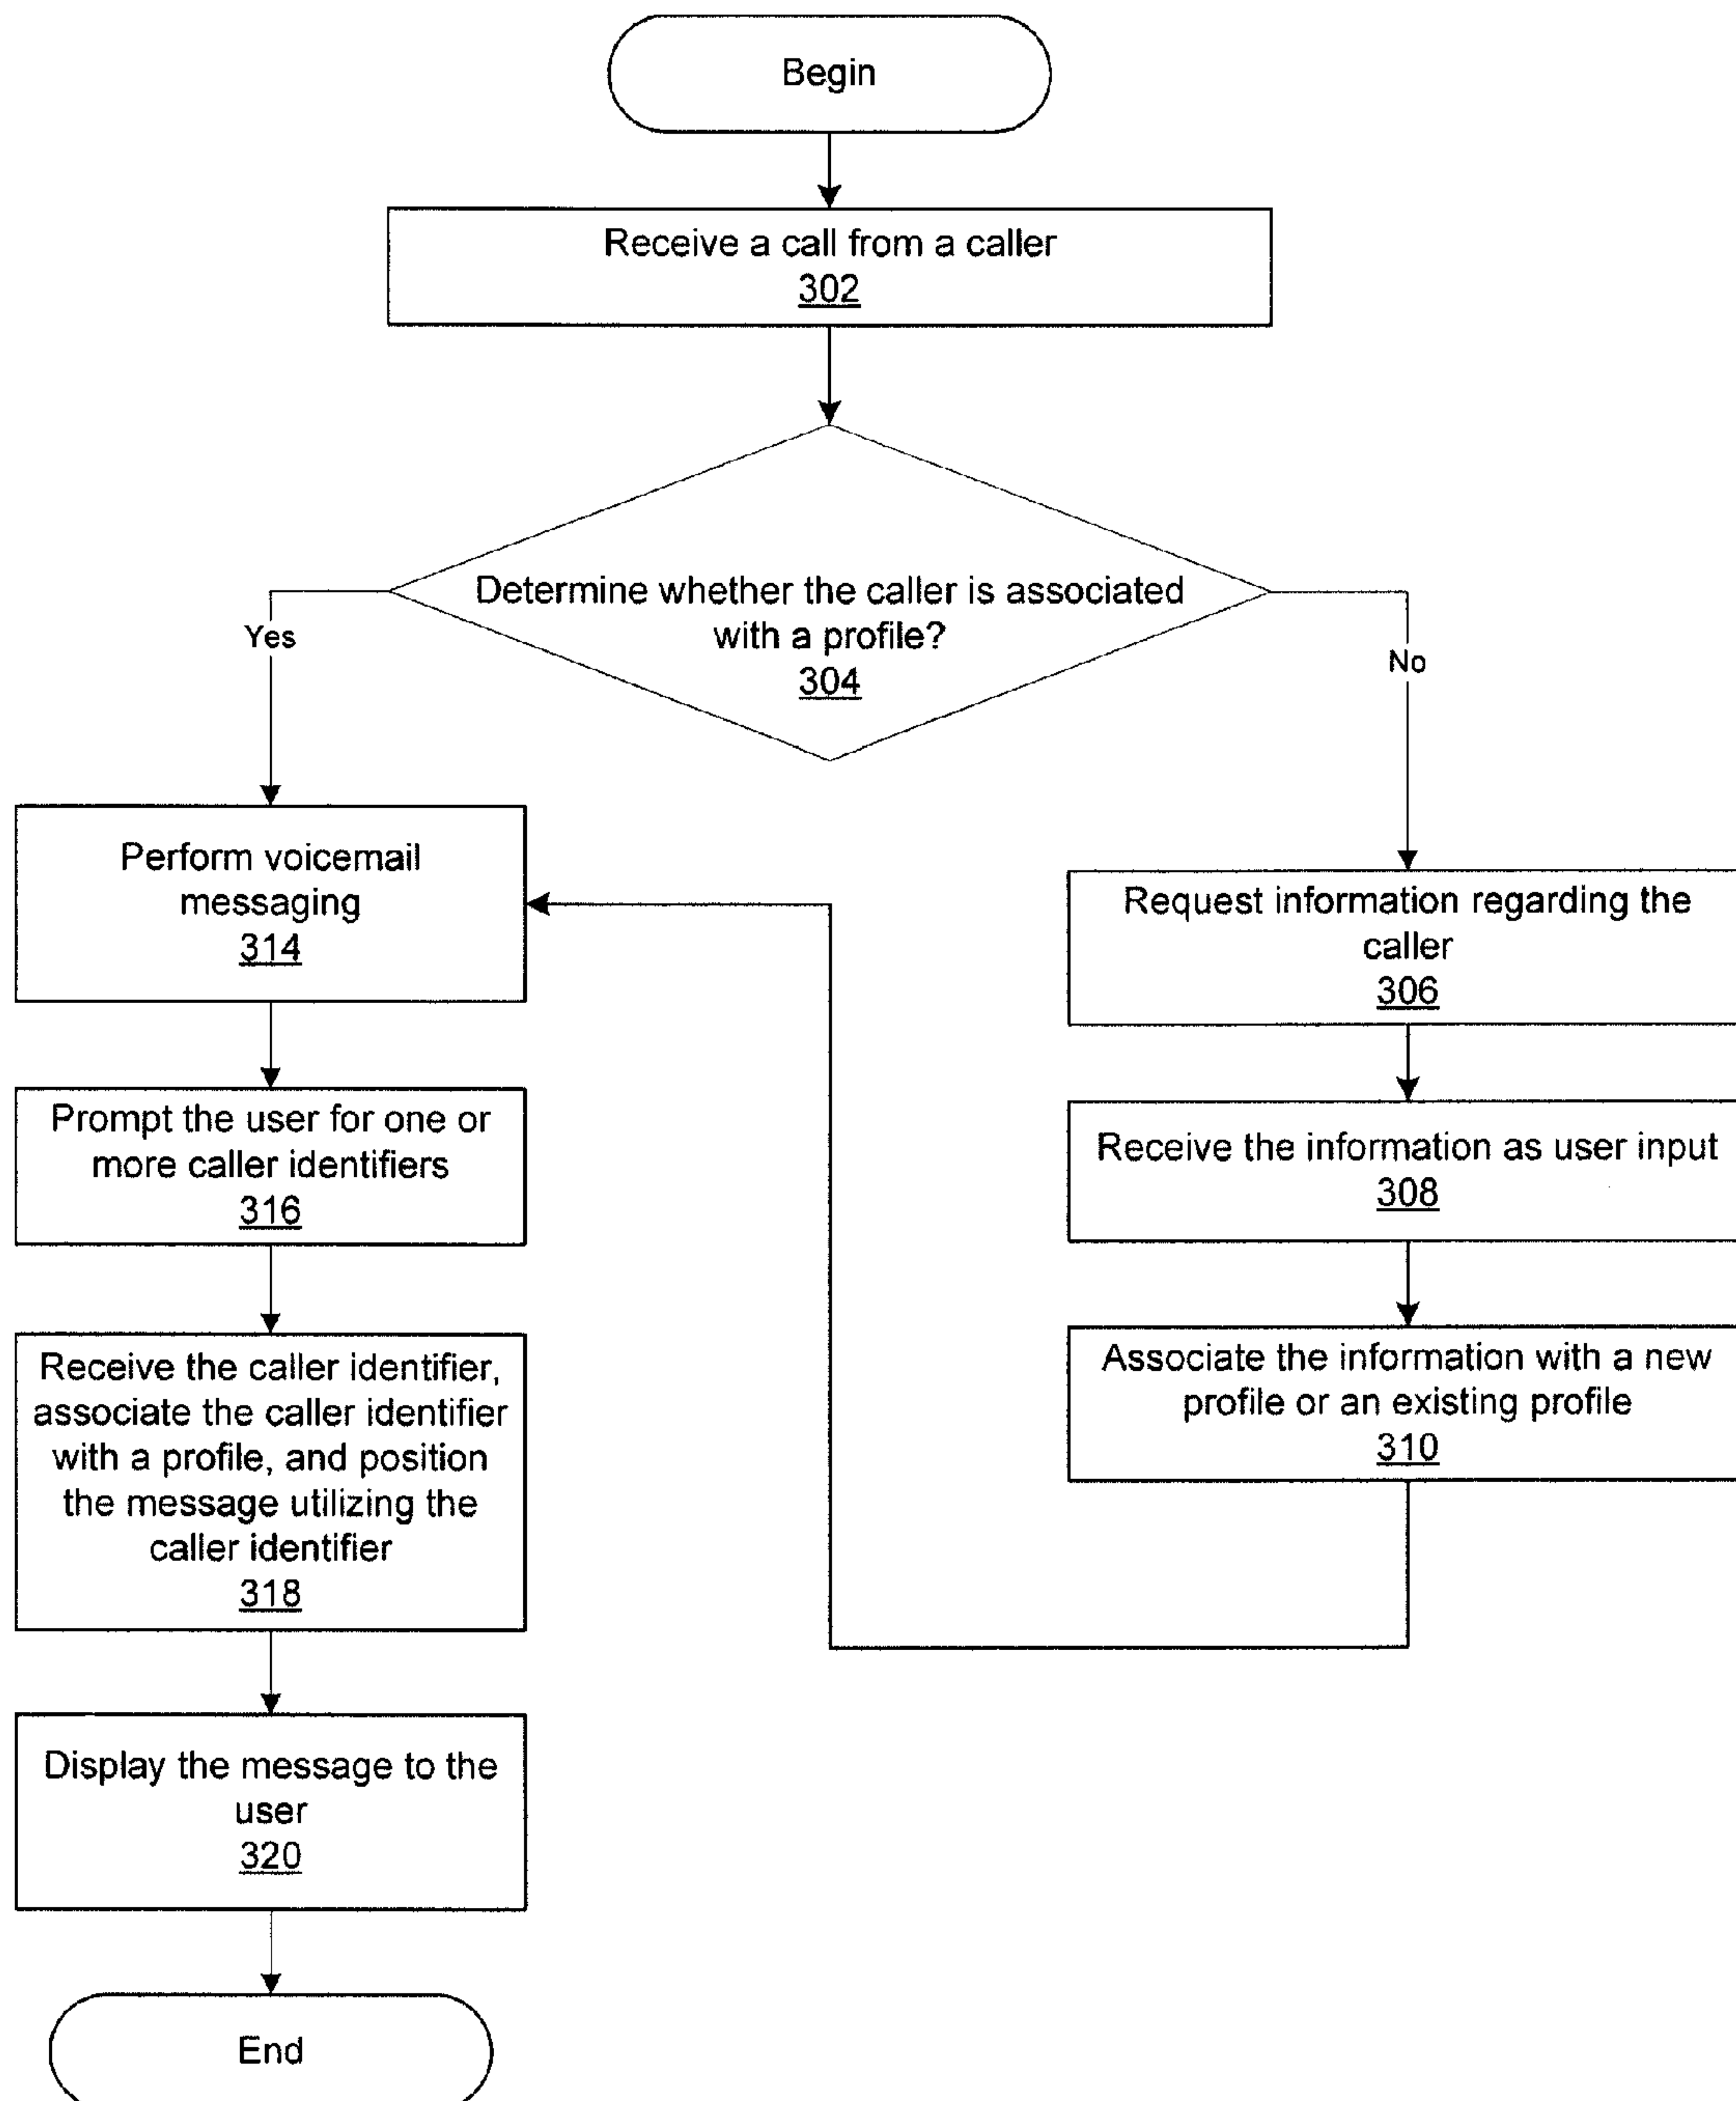 Begin
Receive a call from a caller
302
Determine whether the caller is associated
with a profile?
304
Yes
No
Perform voicemail
messaging
314
Request information regarding the
caller
306
Prompt the user for one or
more caller identifiers
316
Receive the information as user input
308
Receive the caller identifier,
associate the caller identifier
with a profile, and position
the message utilizing the
caller identifier
318
Associate the information with a new
profile or an existing profile
310
Display the message to the
user
320
End